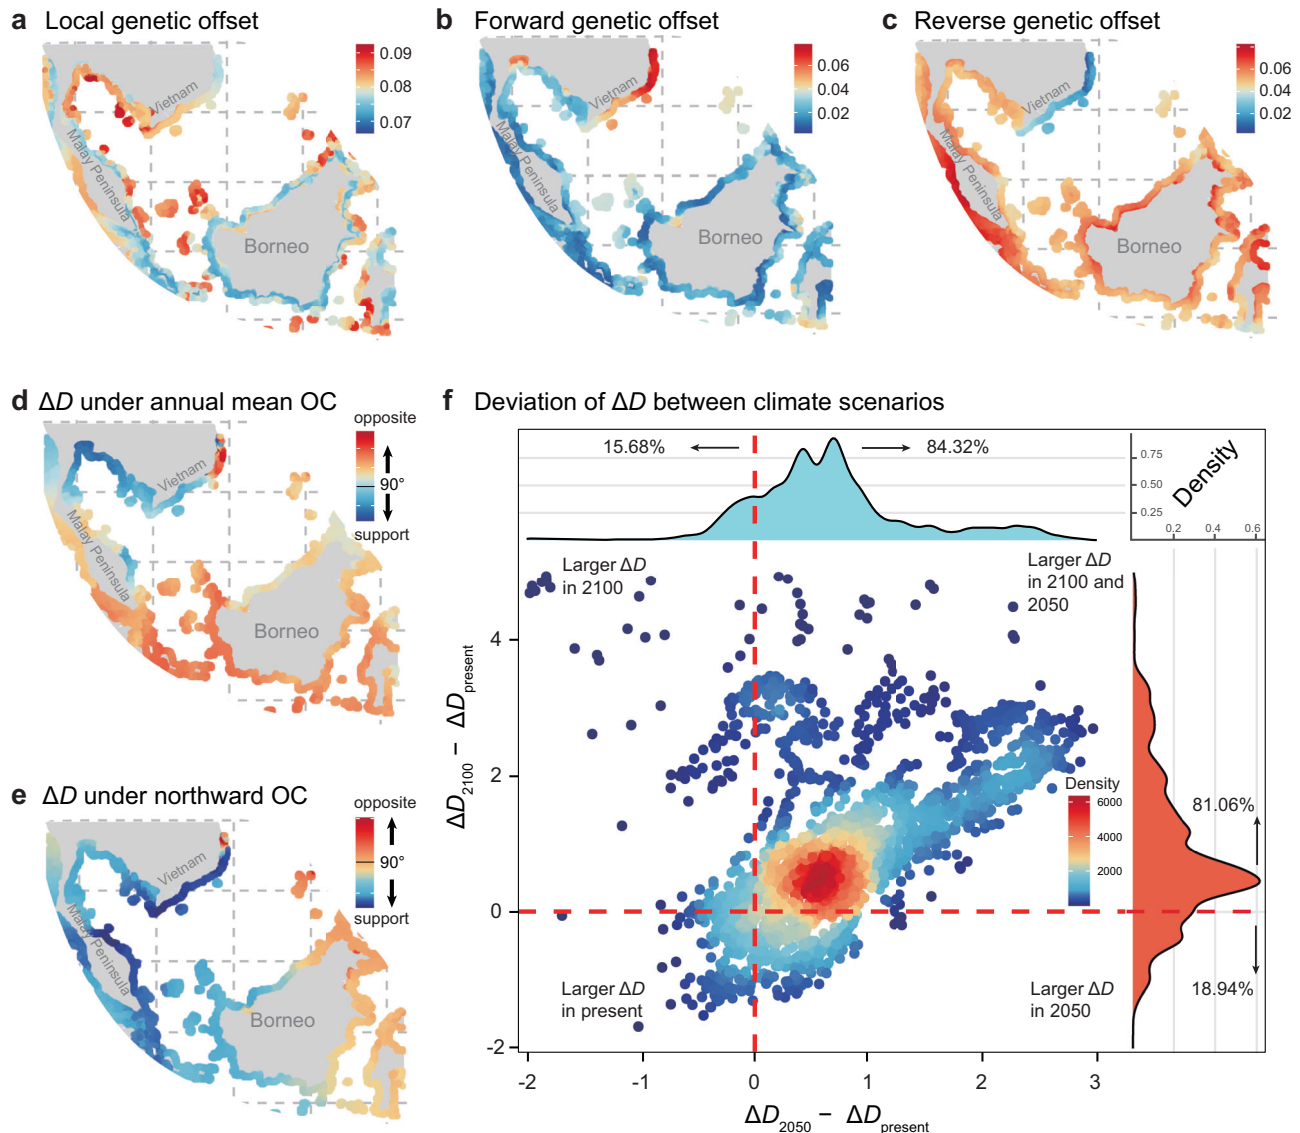 a Local genetic offset
0.09
0.08
0.07
Vietnam
Malay Peninsula
Borneo
b Forward genetic offset
0.06
0.04
0.02
Vietnam
Malay Peninsula
Borneo
c Reverse genetic offset
0.06
0.04
0.02
Vietnam
Malay Peninsula
Borneo
d ΔD under annual mean OC
opposite
90°
support
Vietnam
Malay Peninsula
Borneo
e ΔD under northward OC
opposite
90°
support
Vietnam
Malay Peninsula
Borneo
f Deviation of ΔD between climate scenarios
15.68%
84.32%
0.75
0.50
0.25
Density
0.2 0.4 0.6
Larger ΔD
in 2100
Larger ΔD
in 2100 and
2050
Density
6000
4000
2000
81.06%
18.94%
Larger ΔD
in present
Larger ΔD
in 2050
4
2
0
-2
ΔD2100 − ΔDpresent
-2 -1 0 1 2 3
ΔD2050 − ΔDpresent